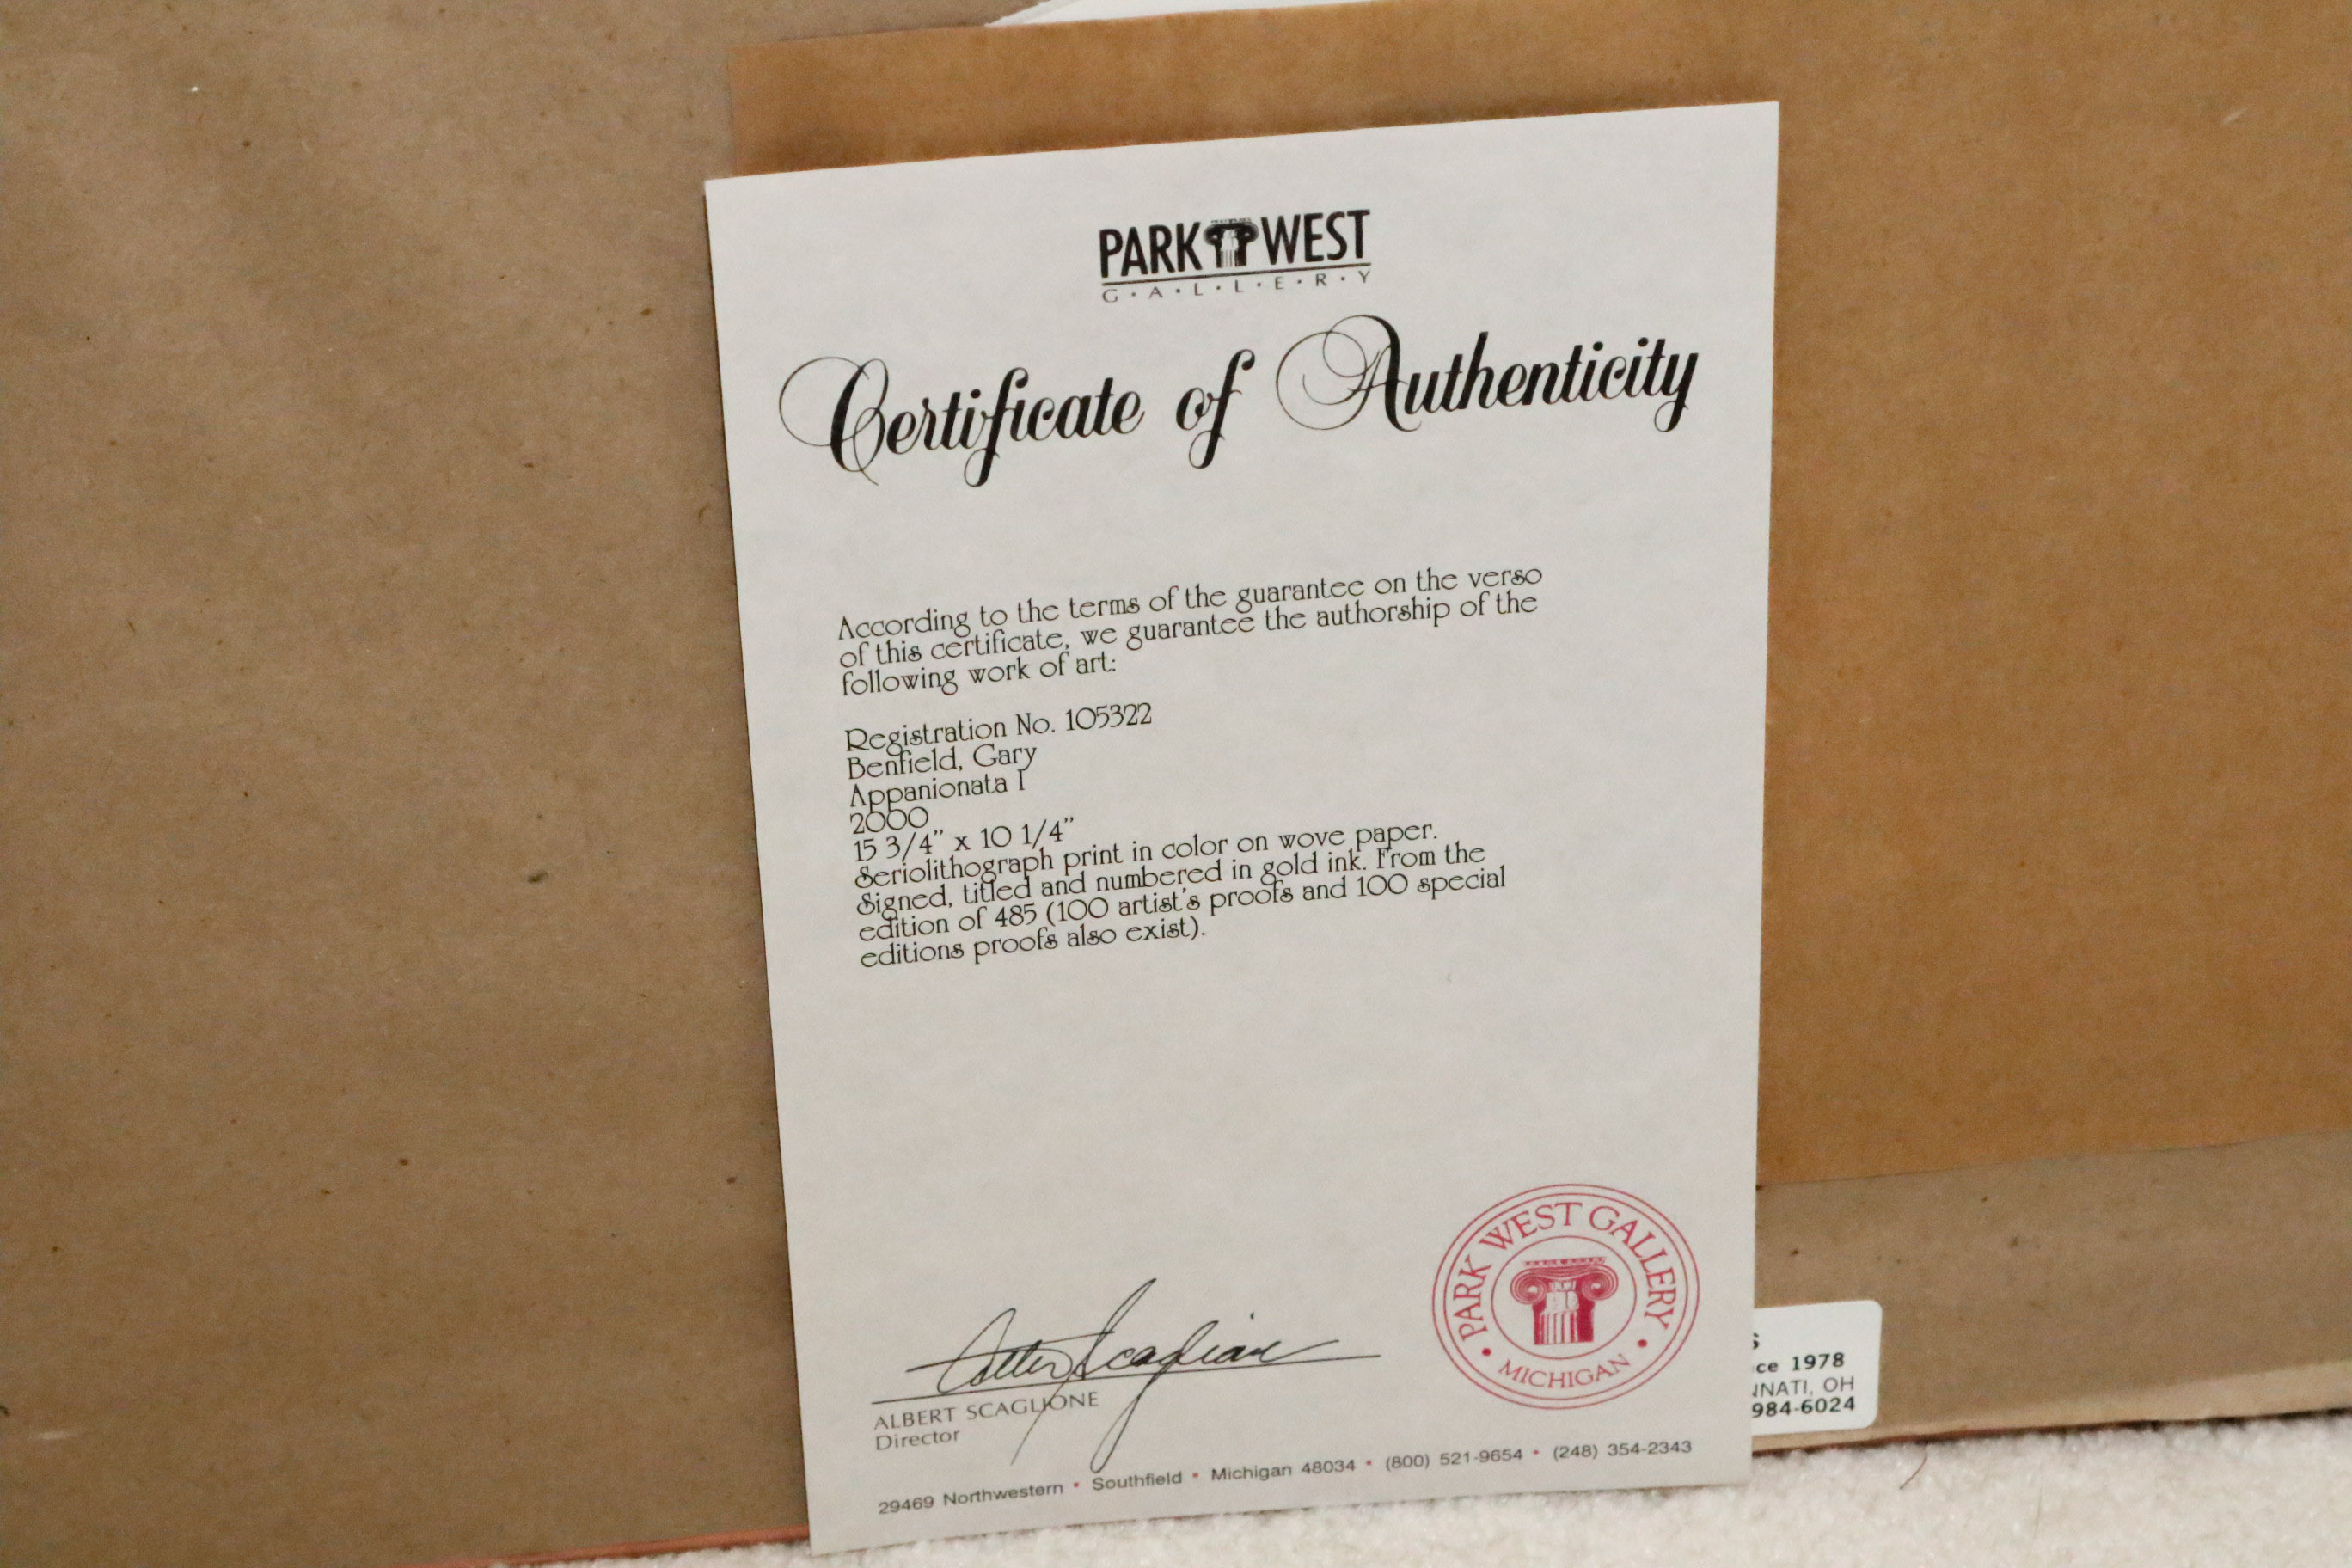 PARK WEST
G·A·L·L·E·R·Y
Certificate of Authenticity
According to the terms of the guarantee on the verso
of this certificate, we guarantee the authorship of the
following work of art:
Registration No. 105322
Benfield, Gary
Appanionata I
2000
15 3/4" x 10 1/4"
Seriolithograph print in color on wove paper.
Signed, titled and numbered in gold ink. From the
edition of 485 (100 artist's proofs and 100 special
editions proofs also exist).
Albert Scaglione
ALBERT SCAGLIONE
Director
PARK WEST GALLERY
• MICHIGAN •
29469 Northwestern • Southfield • Michigan 48034 • (800) 521-9654 • (248) 354-2343
1978
OH
984-6024